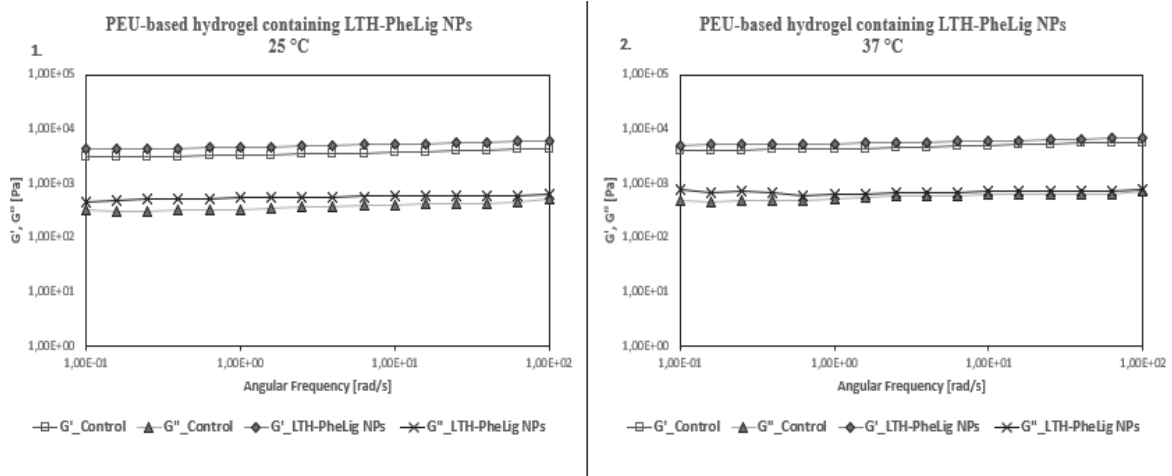 PEU-based hydrogel containing LTH-PheLig NPs
25 °C
1.
1,00E+05
1,00E+04
1,00E+03
1,00E+02
1,00E+01
1,00E+00
G', G" [Pa]
1,00E-01 1,00E+00 1,00E+01 1,00E+02
Angular Frequency [rad/s]
G'_Control G"_Control G'_LTH-PheLig NPs G"_LTH-PheLig NPs
PEU-based hydrogel containing LTH-PheLig NPs
37 °C
2.
1,00E+05
1,00E+04
1,00E+03
1,00E+02
1,00E+01
1,00E+00
G', G" [Pa]
1,00E-01 1,00E+00 1,00E+01 1,00E+02
Angular Frequency [rad/s]
G'_Control G"_Control G'_LTH-PheLig NPs G"_LTH-PheLig NPs